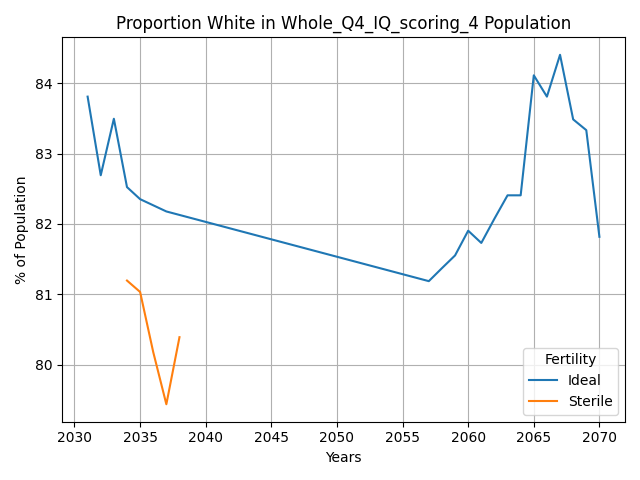 Proportion White in Whole_Q4_IQ_scoring_4 Population
% of Population
84
83
82
81
80
2030 2035 2040 2045 2050 2055 2060 2065 2070
Years
Fertility
Ideal
Sterile